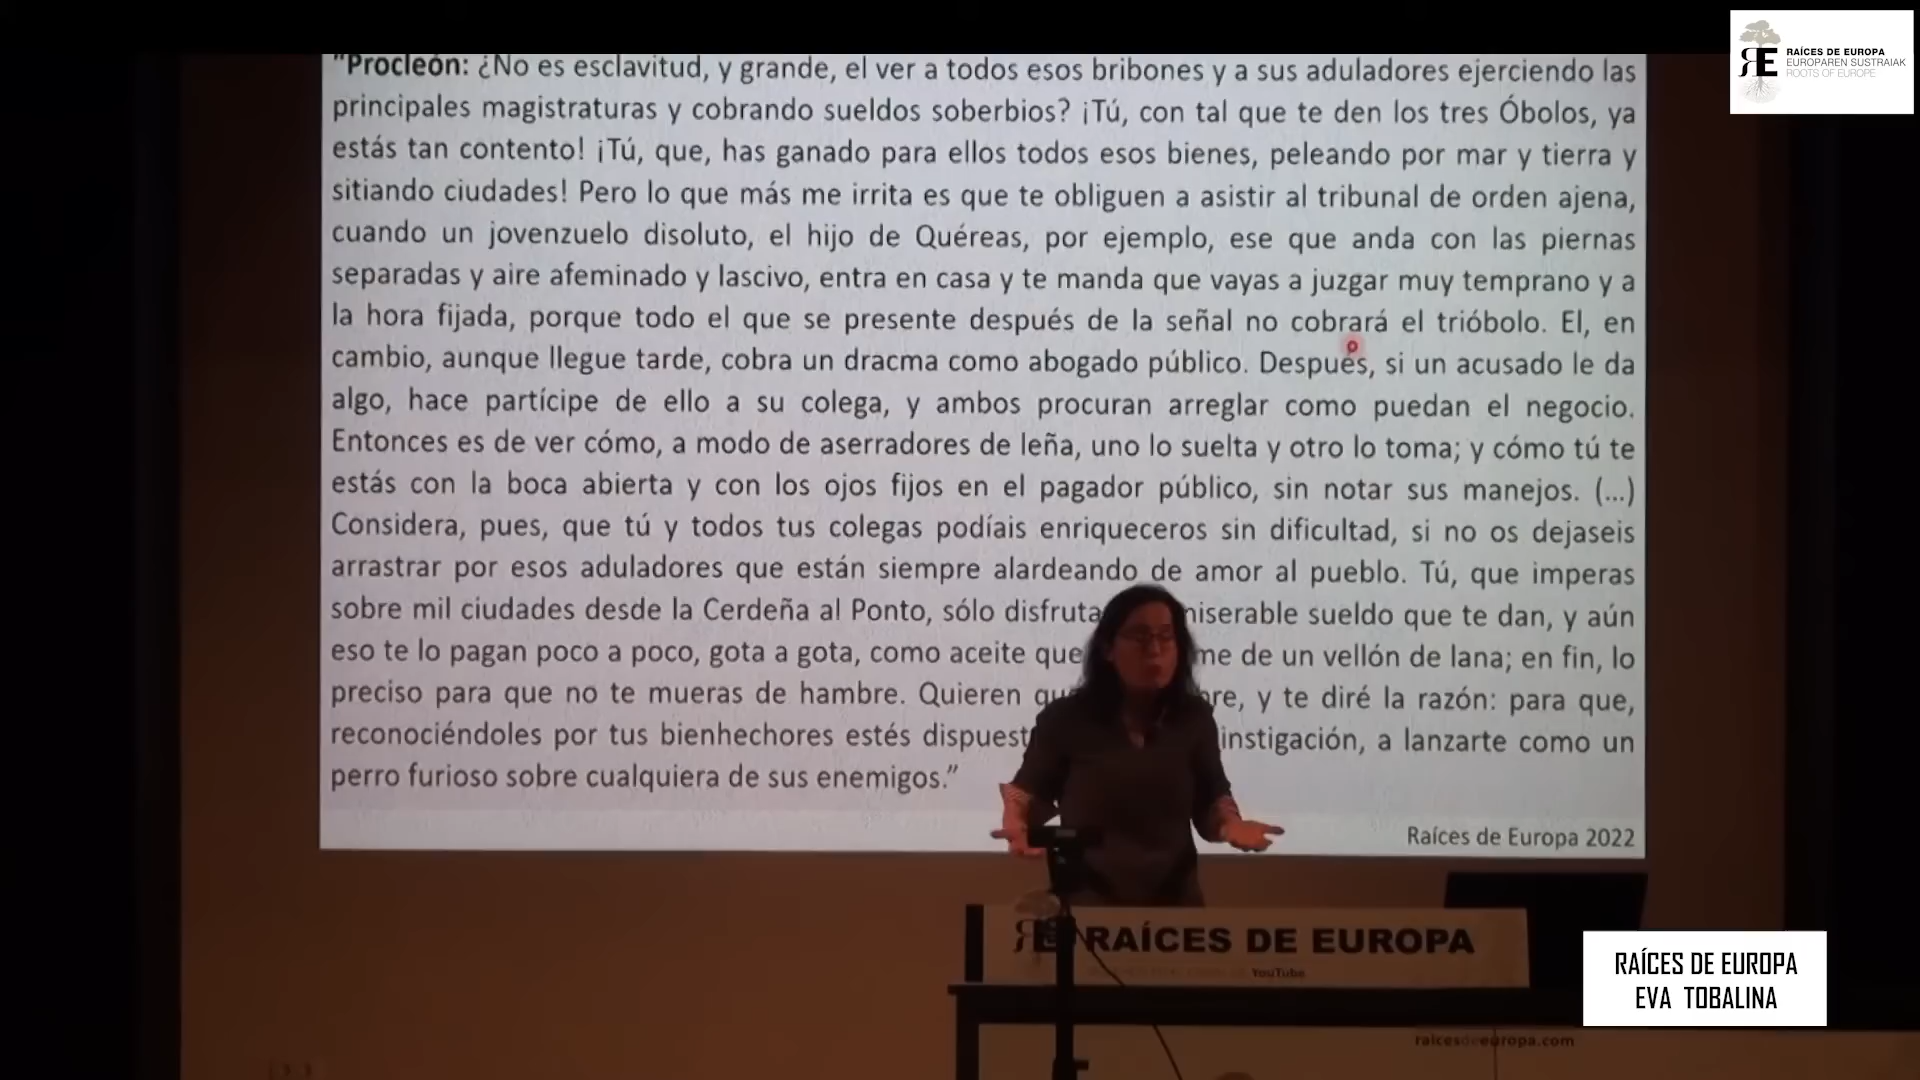 "Procleón: ¿No es esclavitud, y grande, el ver a todos esos bribones y a sus aduladores ejerciendo las
principales magistraturas y cobrando sueldos soberbios? ¡Tú, con tal que te den los tres Óbolos, ya
estás tan contento! ¡Tú, que, has ganado para ellos todos esos bienes, peleando por mar y tierra y
sitiando ciudades! Pero lo que más me irrita es que te obliguen a asistir al tribunal de orden ajena,
cuando un jovenzuelo disoluto, el hijo de Quéreas, por ejemplo, ese que anda con las piernas
separadas y aire afeminado y lascivo, entra en casa y te manda que vayas a juzgar muy temprano y a
la hora fijada, porque todo el que se presente después de la señal no cobrará el trióbolo. El, en
cambio, aunque llegue tarde, cobra un dracma como abogado público. Después, si un acusado le da
algo, hace partícipe de ello a su colega, y ambos procuran arreglar como puedan el negocio.
Entonces es de ver cómo, a modo de aserradores de leña, uno lo suelta y otro lo toma; y cómo tú te
estás con la boca abierta y con los ojos fijos en el pagador público, sin notar sus manejos. (...)
Considera, pues, que tú y todos tus colegas podíais enriqueceros sin dificultad, si no os dejaseis
arrastrar por esos aduladores que están siempre alardeando de amor al pueblo. Tú, que imperas
sobre mil ciudades desde la Cerdeña al Ponto, sólo sueldo que te dan, y aún
eso te lo pagan poco a poco, gota a gota, como aceite que de un vellón de lana; en fin, lo
preciso para que no te mueras de hambre. Quieren y te diré la razón: para que,
reconociéndoles por tus bienhechores estés instigación, a lanzarte como un
perro furioso sobre cualquiera de sus enemigos."
Raíces de Europa 2022
RE
RAÍCES DE EUROPA
EUROPAREN SUSTRAIAK
ROOTS OF EUROPE
RE RAÍCES DE EUROPA
YouTube
raicesdeeuropa.com
RAÍCES DE EUROPA
EVA TOBALINA